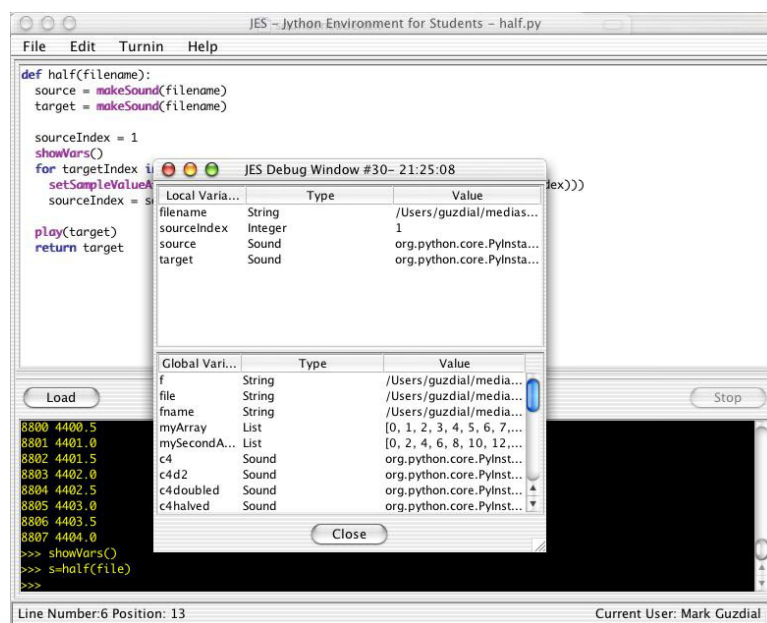 JES – Jython Environment for Students – half.py
File Edit Turnin Help
def half(filename):
source = makeSound(filename)
target = makeSound(filename)
sourceIndex = 1
showVars()
for targetIndex i
setSampleValueA
dex)))
sourceIndex = s
play(target)
return target
JES Debug Window #30– 21:25:08
Local Varia... Type Value
filename String /Users/guzdial/medias...
sourceIndex Integer 1
source Sound org.python.core.PyInsta...
target Sound org.python.core.PyInsta...
Global Vari... Type Value
f String /Users/guzdial/media...
file String /Users/guzdial/media...
fname String /Users/guzdial/media...
myArray List [0, 1, 2, 3, 4, 5, 6, 7,...
mySecondA... List [0, 2, 4, 6, 8, 10, 12,...
c4 Sound org.python.core.PyInst...
c4d2 Sound org.python.core.PyInst...
c4doubled Sound org.python.core.PyInst...
c4halved Sound org.python.core.PyInst...
Close
Load Stop
8800 4400.5
8801 4401.0
8802 4401.5
8803 4402.0
8804 4402.5
8805 4403.0
8806 4403.5
8807 4404.0
>>> showVars()
>>> s=half(file)
>>>
Line Number:6 Position: 13 Current User: Mark Guzdial